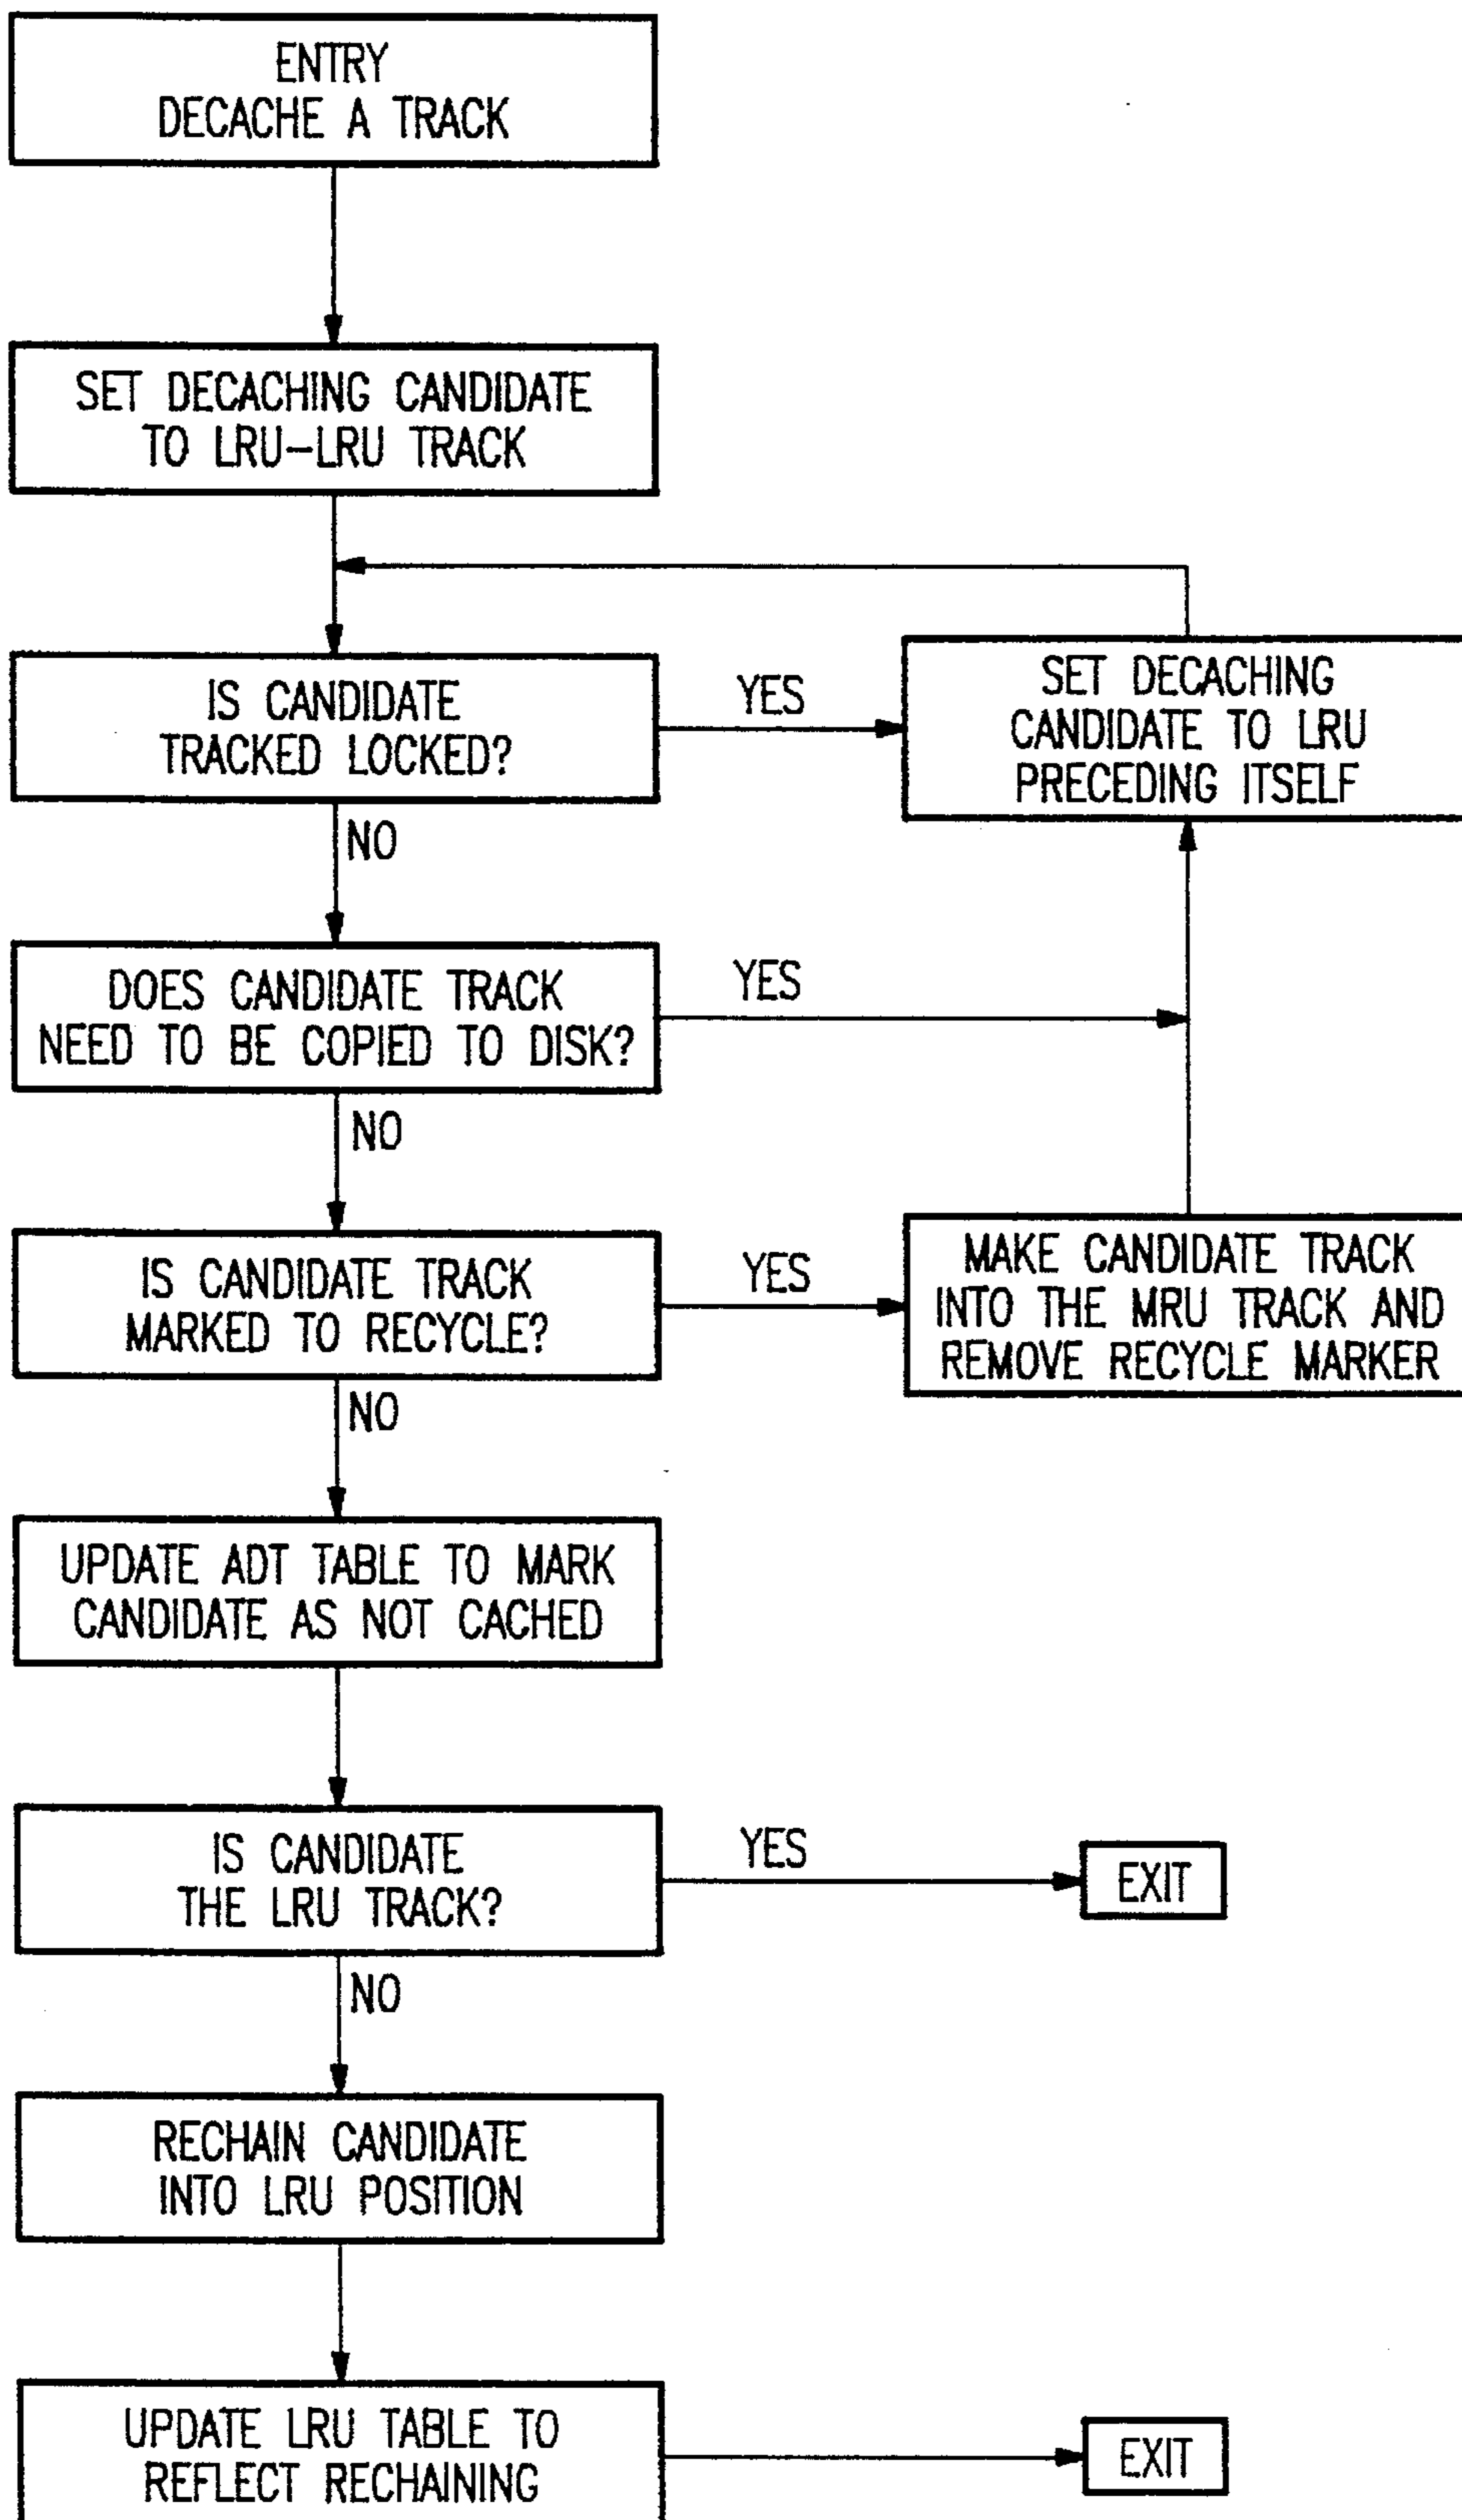 ENTRY
DECACHE A TRACK
SET DECACHING CANDIDATE
TO LRU-LRU TRACK
IS CANDIDATE
TRACKED LOCKED?
YES
SET DECACHING
CANDIDATE TO LRU
PRECEDING ITSELF
NO
DOES CANDIDATE TRACK
NEED TO BE COPIED TO DISK?
YES
NO
IS CANDIDATE TRACK
MARKED TO RECYCLE?
YES
MAKE CANDIDATE TRACK
INTO THE MRU TRACK AND
REMOVE RECYCLE MARKER
NO
UPDATE ADT TABLE TO MARK
CANDIDATE AS NOT CACHED
IS CANDIDATE
THE LRU TRACK?
YES
EXIT
NO
RECHAIN CANDIDATE
INTO LRU POSITION
UPDATE LRU TABLE TO
REFLECT RECHAINING
EXIT